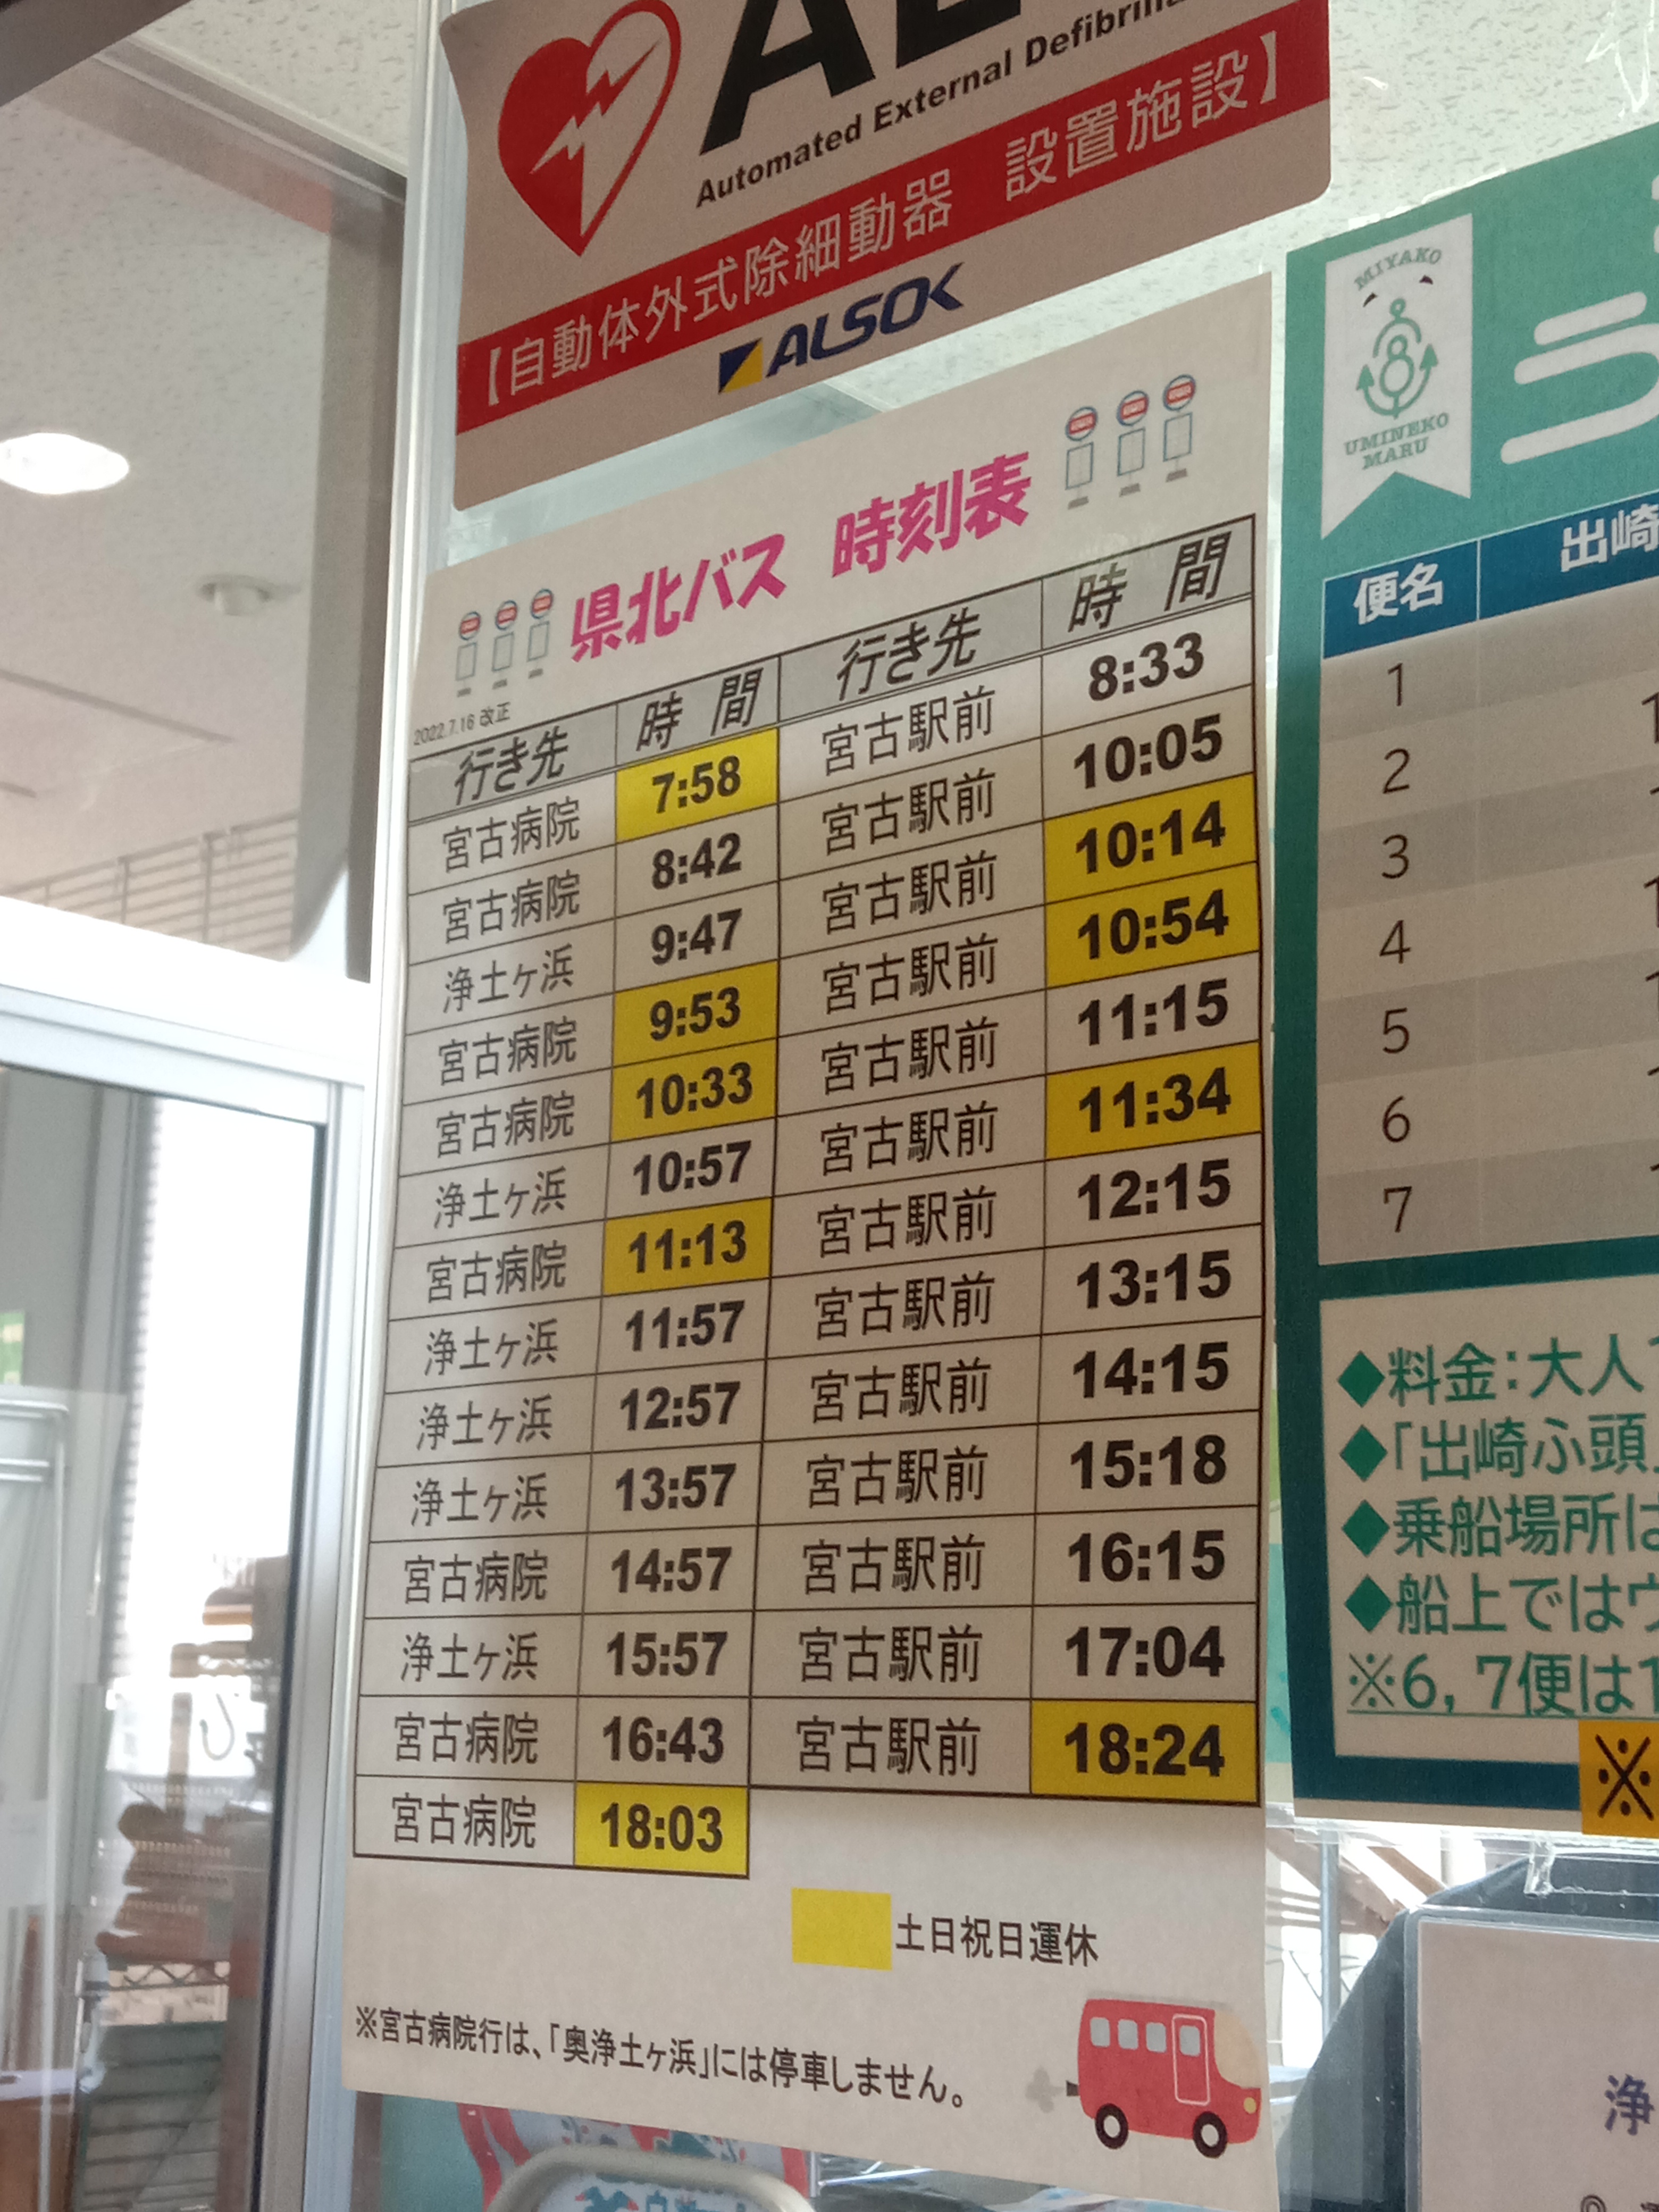 Automated External
【自動体外式除細動器 設置施設】
ALSOK
県北バス 時刻表
2022.7.16 改正
行き先 時間 行き先 時間
宮古病院 7:58 宮古駅前 8:33
宮古病院 8:42 宮古駅前 10:05
浄土ヶ浜 9:47 宮古駅前 10:14
宮古病院 9:53 宮古駅前 10:54
宮古病院 10:33 宮古駅前 11:15
浄土ヶ浜 10:57 宮古駅前 11:34
宮古病院 11:13 宮古駅前 12:15
浄土ヶ浜 11:57 宮古駅前 13:15
浄土ヶ浜 12:57 宮古駅前 14:15
浄土ヶ浜 13:57 宮古駅前 15:18
宮古病院 14:57 宮古駅前 16:15
浄土ヶ浜 15:57 宮古駅前 17:04
宮古病院 16:43 宮古駅前 18:24
宮古病院 18:03
土日祝日運休
※宮古病院行は、「奥浄土ヶ浜」には停車しません。
MIYAKO
8
UMINEKO
MARU
う
便名 出崎
1
2
3
4
5
6
7
◆料金：大人
◆「出崎ふ頭」
◆乗船場所は
◆船上ではウ
※6，7便は1
※
浄